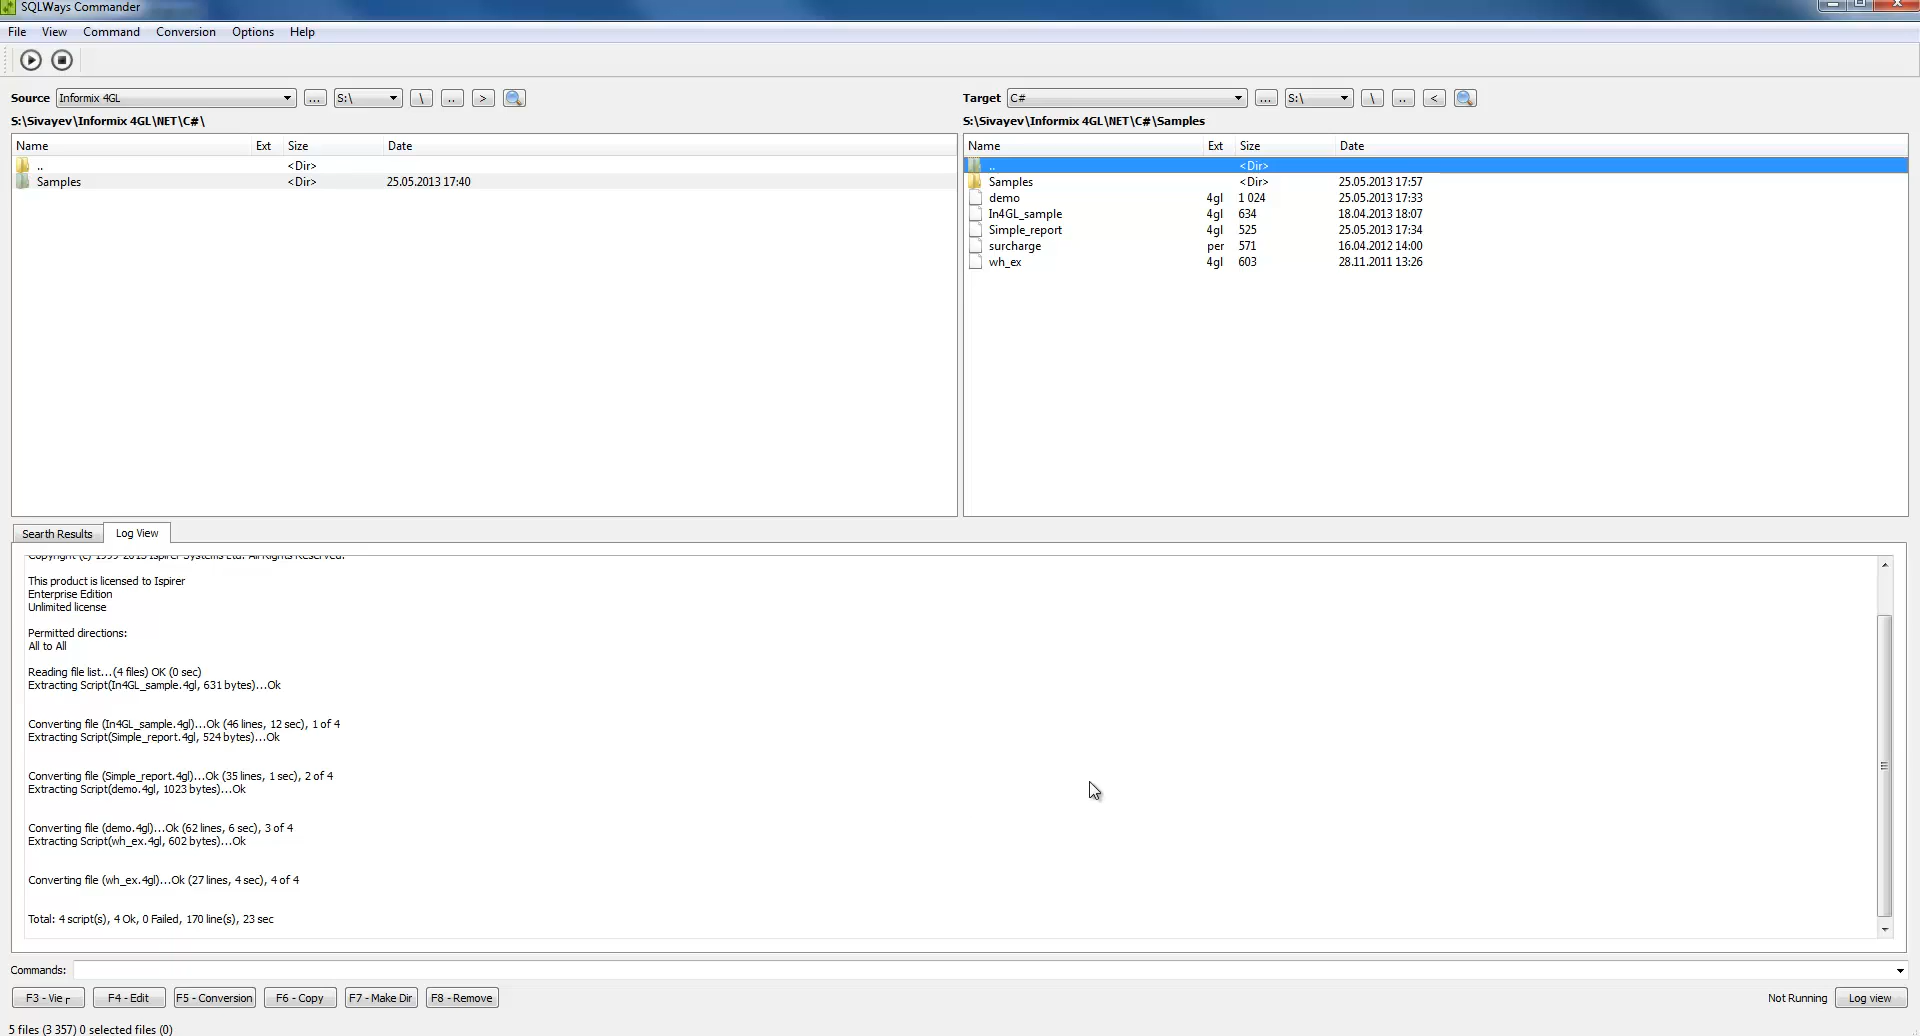 SQLWays Commander
File View Command Conversion Options Help
Source Informix 4GL ... S:\ \ .. >
Target C# ... S:\ \ .. <
S:\Sivayev\Informix 4GL\NET\C#\
S:\Sivayev\Informix 4GL\NET\C#\Samples
Name Ext Size Date
.. <Dir>
Samples <Dir> 25.05.2013 17:40
Name Ext Size Date
.. <Dir>
Samples <Dir> 25.05.2013 17:57
demo 4gl 1 024 25.05.2013 17:33
In4GL_sample 4gl 634 18.04.2013 18:07
Simple_report 4gl 525 25.05.2013 17:34
surcharge per 571 16.04.2012 14:00
wh_ex 4gl 603 28.11.2011 13:26
Searth Results Log View
Copyright (c) 1999-2013 Ispirer Systems Ltd. All Rights Reserved.
This product is licensed to Ispirer
Enterprise Edition
Unlimited license
Permitted directions:
All to All
Reading file list...(4 files) OK (0 sec)
Extracting Script(In4GL_sample.4gl, 631 bytes)...Ok
Converting file (In4GL_sample.4gl)...Ok (46 lines, 12 sec), 1 of 4
Extracting Script(Simple_report.4gl, 524 bytes)...Ok
Converting file (Simple_report.4gl)...Ok (35 lines, 1 sec), 2 of 4
Extracting Script(demo.4gl, 1023 bytes)...Ok
Converting file (demo.4gl)...Ok (62 lines, 6 sec), 3 of 4
Extracting Script(wh_ex.4gl, 602 bytes)...Ok
Converting file (wh_ex.4gl)...Ok (27 lines, 4 sec), 4 of 4
Total: 4 script(s), 4 Ok, 0 Failed, 170 line(s), 23 sec
Commands:
F3 - Vie F4 - Edit F5 - Conversion F6 - Copy F7 - Make Dir F8 - Remove Not Running Log view
5 files (3 357) 0 selected files (0)